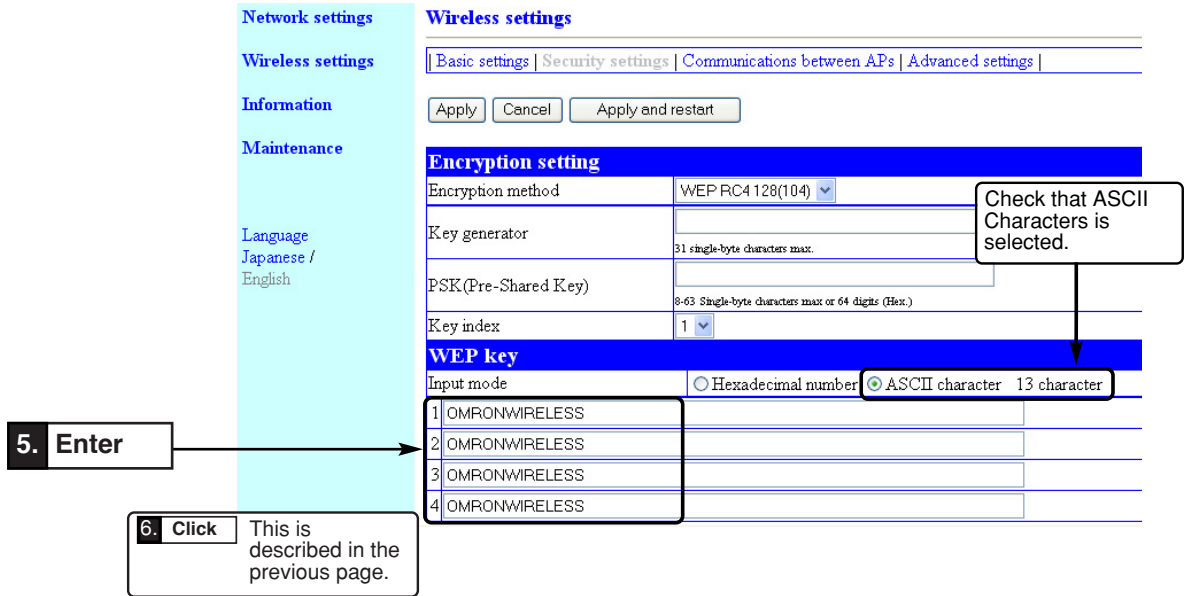 Network settings
Wireless settings
Information
Maintenance
Language
Japanese /
English
Wireless settings
| Basic settings | Security settings | Communications between APs | Advanced settings |
Apply Cancel Apply and restart
Encryption setting
Encryption method WEP RC4 128(104)
Key generator
31 single-byte characters max.
PSK(Pre-Shared Key)
8-63 Single-byte characters max or 64 digits (Hex.)
Key index 1
WEP key
Input mode Hexadecimal number ASCII character 13 character
1 OMRONWIRELESS
2 OMRONWIRELESS
3 OMRONWIRELESS
4 OMRONWIRELESS
Check that ASCII
Characters is
selected.
5. Enter
6. Click This is
described in the
previous page.